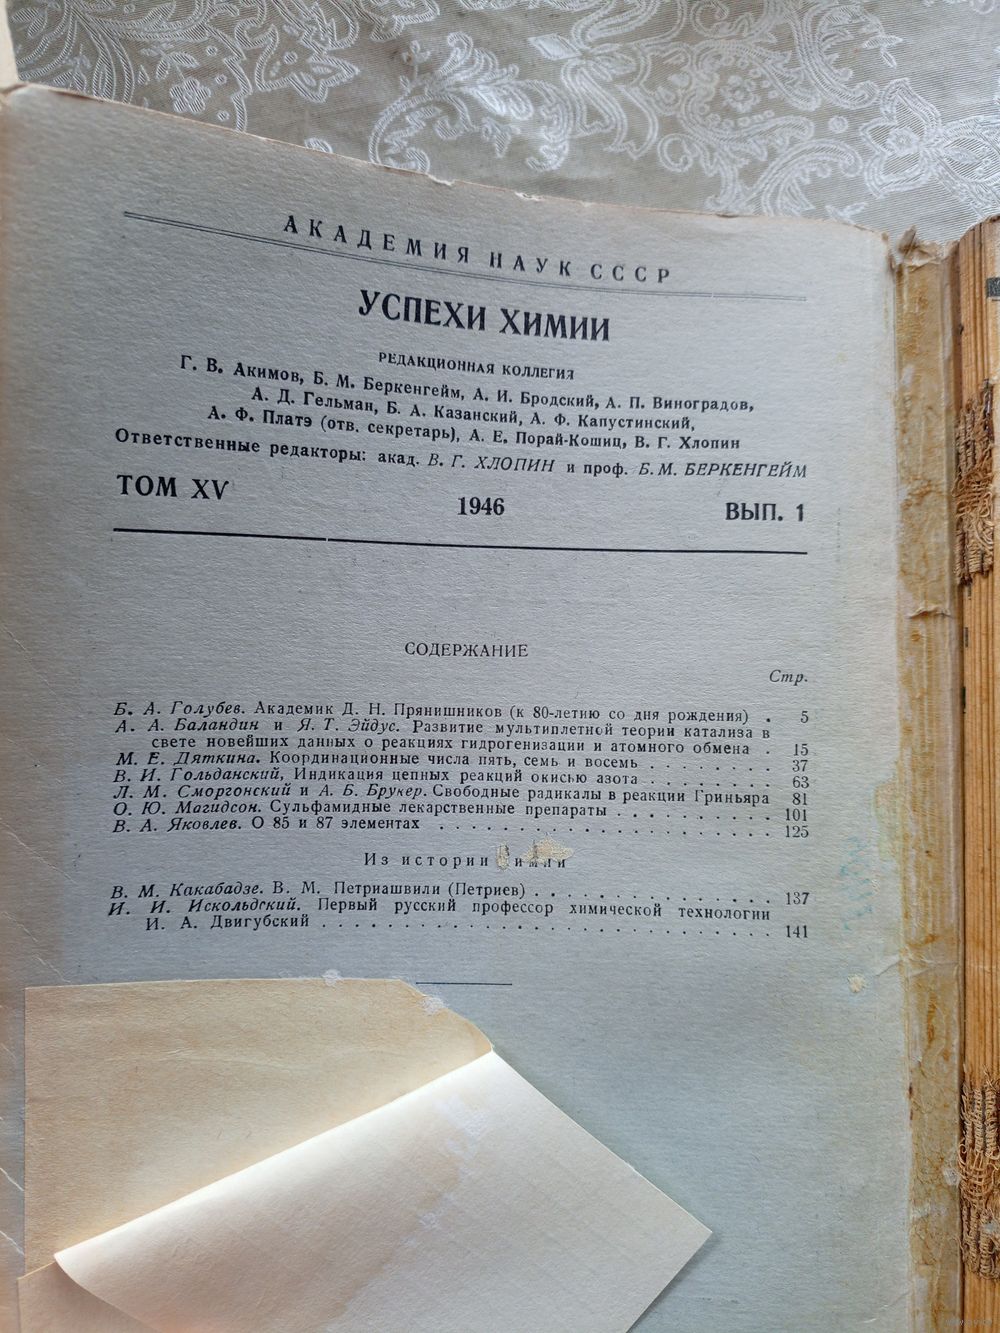 АКАДЕМИЯ НАУК СССР
УСПЕХИ ХИМИИ
РЕДАКЦИОННАЯ КОЛЛЕГИЯ
Г. В. Акимов, Б. М. Беркенгейм, А. И. Бродский, А. П. Виноградов,
А. Д. Гельман, Б. А. Казанский, А. Ф. Капустинский,
А. Ф. Платэ (отв. секретарь), А. Е. Порай-Кошиц, В. Г. Хлопин
Ответственные редакторы: акад. В. Г. ХЛОПИН и проф. Б. М. БЕРКЕНГЕЙМ
ТОМ XV 1946 ВЫП. 1
СОДЕРЖАНИЕ
Стр.
Б. А. Голубев. Академик Д. Н. Прянишников (к 80-летию со дня рождения) . 5
А. А. Баландин и Я. Т. Эйдус. Развитие мультиплетной теории катализа в
свете новейших данных о реакциях гидрогенизации и атомного обмена . 15
М. Е. Дяткина. Координационные числа пять, семь и восемь . . . . . . . . 37
В. И. Гольданский, Индикация цепных реакций окисью азота . . . . . . . . 63
Л. М. Сморгонский и А. Б. Брукер. Свободные радикалы в реакции Гриньяра 81
О. Ю. Магидсон. Сульфамидные лекарственные препараты . . . . . . . . . . 101
В. А. Яковлев. О 85 и 87 элементах . . . . . . . . . . . . . . . . . . . . . 125
Из истории химии
В. М. Какабадзе. В. М. Петриашвили (Петриев) . . . . . . . . . . . . . . 137
И. И. Искольдский. Первый русский профессор химической технологии
И. А. Двигубский . . . . . . . . . . . . . . . . . . . . . . . . . . 141